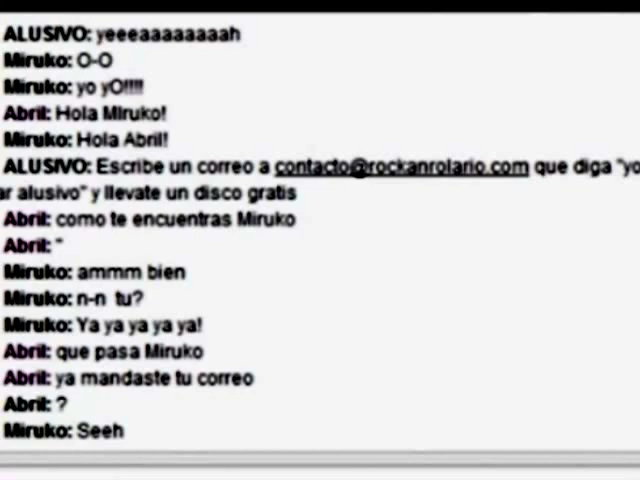 ALUSIVO: yeeeaaaaaaaah
Miruko: O-O
Miruko: yo yO!!!!
Abril: Hola MIruko!
Miruko: Hola Abril!
ALUSIVO: Escribe un correo a contacto@rockanrolario.com que diga "yo
ar alusivo" y llevate un disco gratis
Abril: como te encuentras Miruko
Abril: "
Miruko: ammm bien
Miruko: n-n tu?
Miruko: Ya ya ya ya ya!
Abril: que pasa Miruko
Abril: ya mandaste tu correo
Abril: ?
Miruko: Seeh